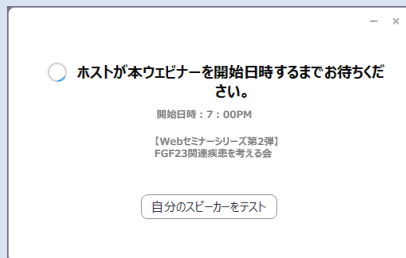 ホストが本ウェビナーを開始日時するまでお待ちくだ
さい。
開始日時：7：00PM
【Webセミナーシリーズ第2弾】
FGF23関連疾患を考える会
自分のスピーカーをテスト